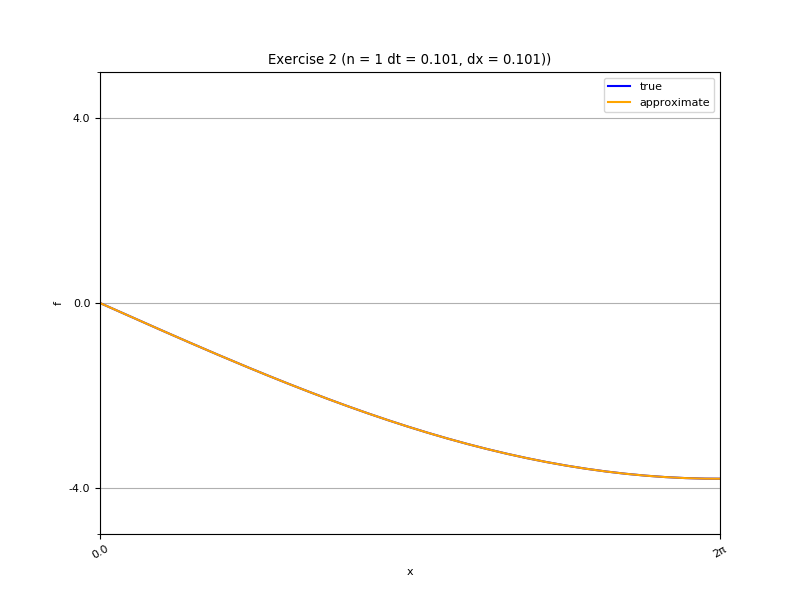 Exercise 2 (n = 1 dt = 0.101, dx = 0.101))
true
approximate
4.0
f
0.0
-4.0
0.0
2π
x